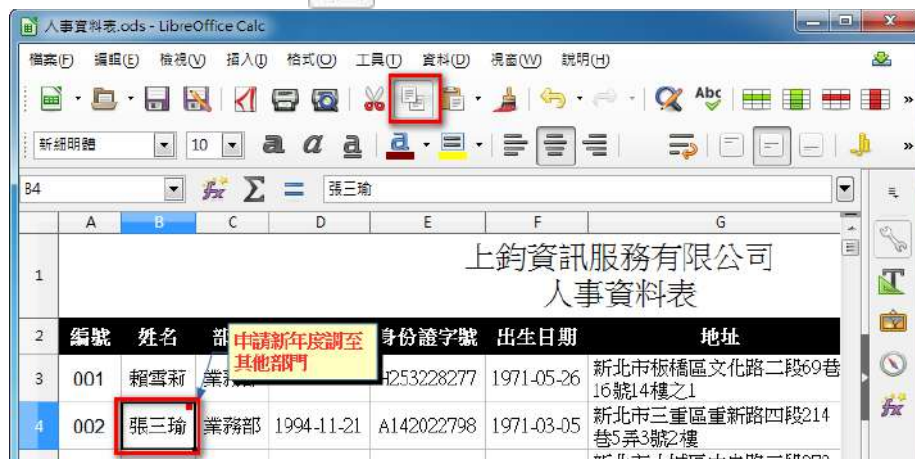 人事資料表.ods - LibreOffice Calc
檔案(F) 編輯(E) 檢視(V) 插入(I) 格式(O) 工具(T) 資料(D) 視窗(W) 說明(H)
Abc
新細明體 10 a a a a
B4 fx Σ = 張三瑜
A B C D E F G
1 上鈞資訊服務有限公司
人事資料表
2 編號 姓名 身份證字號 出生日期 地址
申請新年度調至
其他部門
3 001 賴雪新 1971-05-26 新北市板橋區文化路二段69巷
16號14樓之1
4 002 張三瑜 業務部 1994-11-21 A142022798 1971-03-05 新北市三重區重新路四段214
巷5弄3號2樓